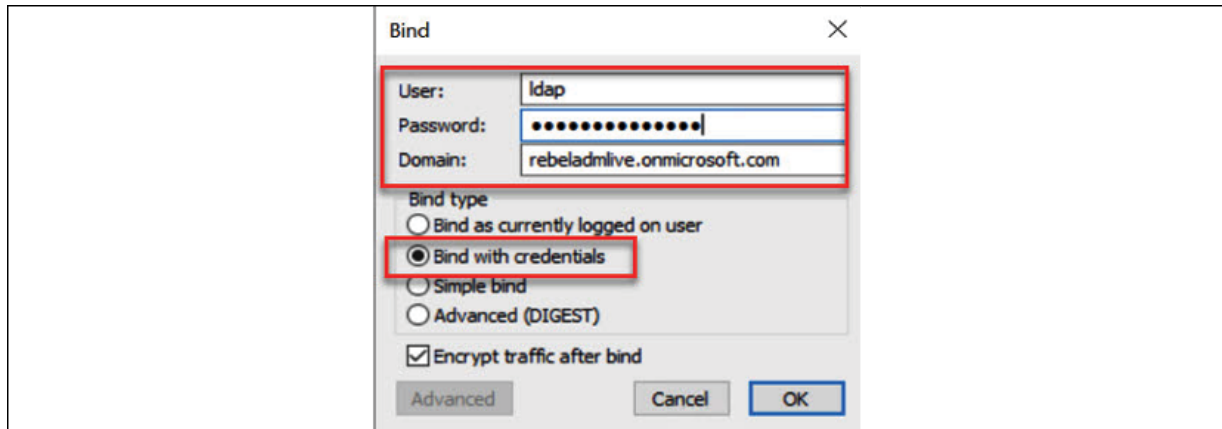 Bind
User: ldap
Password: ●●●●●●●●●●●●●●
Domain: rebeladmlive.onmicrosoft.com
Bind type
Bind as currently logged on user
Bind with credentials
Simple bind
Advanced (DIGEST)
Encrypt traffic after bind
Advanced Cancel OK